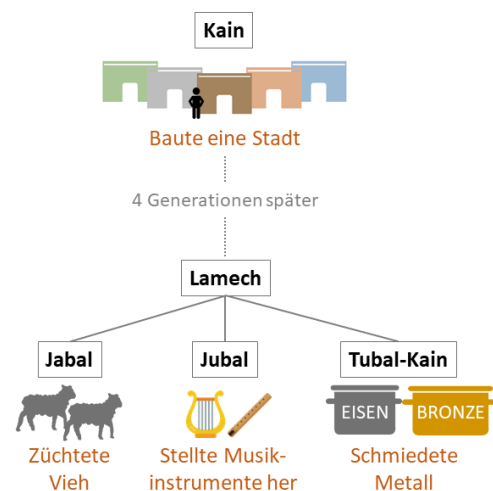 Kain
Baute eine Stadt
4 Generationen später
Lamech
Jabal
Jubal
Tubal-Kain
EISEN
BRONZE
Züchtete
Vieh
Stellte Musik-
instrumente her
Schmiedete
Metall